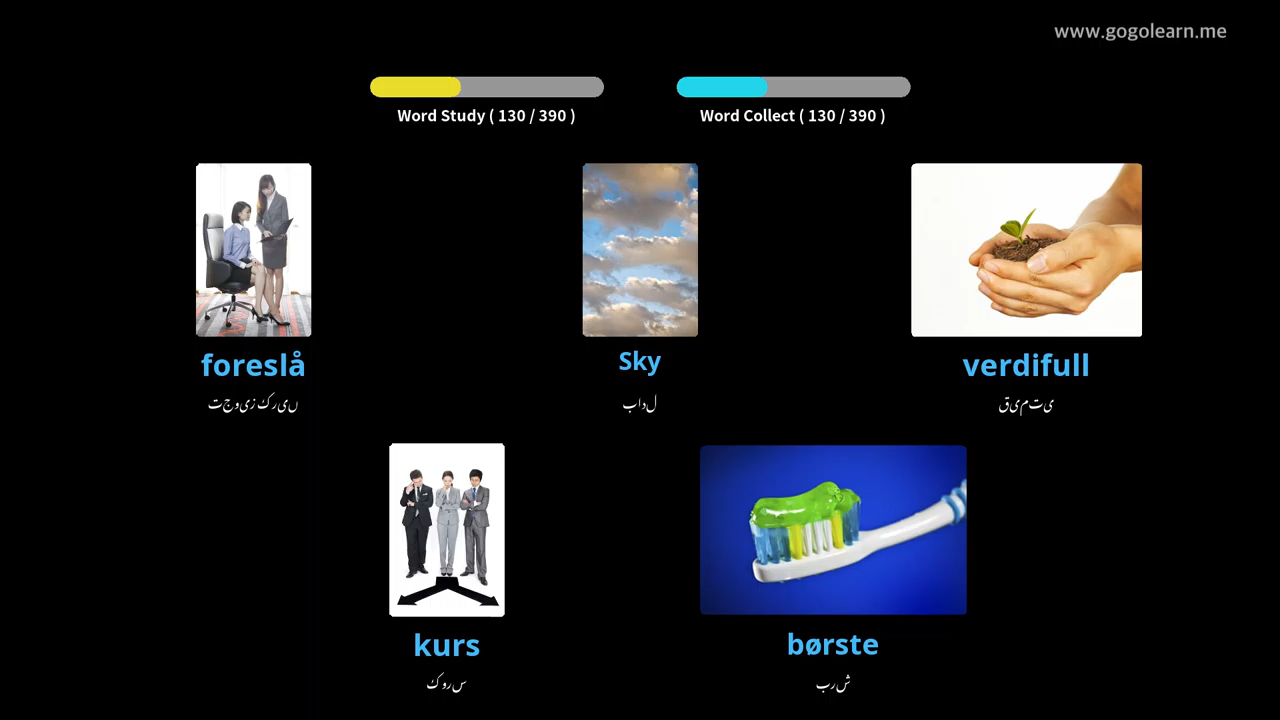 www.gogolearn.me
Word Study ( 130 / 390 )
Word Collect ( 130 / 390 )
foreslå
تجویز کریں
Sky
بادل
verdifull
قیمتی
kurs
کورس
børste
برش